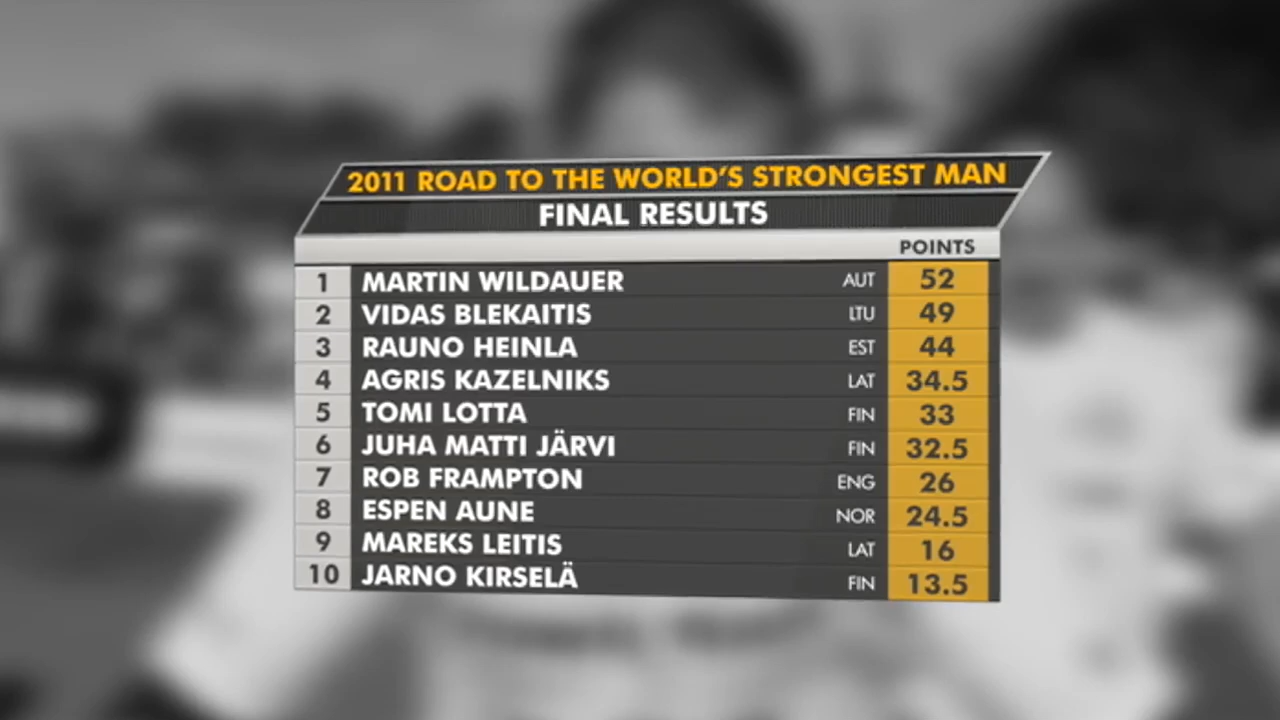 2011 ROAD TO THE WORLD'S STRONGEST MAN
FINAL RESULTS
POINTS
1 MARTIN WILDAUER AUT 52
2 VIDAS BLEKAITIS LTU 49
3 RAUNO HEINLA EST 44
4 AGRIS KAZELNIKS LAT 34.5
5 TOMI LOTTA FIN 33
6 JUHA MATTI JÄRVI FIN 32.5
7 ROB FRAMPTON ENG 26
8 ESPEN AUNE NOR 24.5
9 MAREKS LEITIS LAT 16
10 JARNO KIRSELÄ FIN 13.5